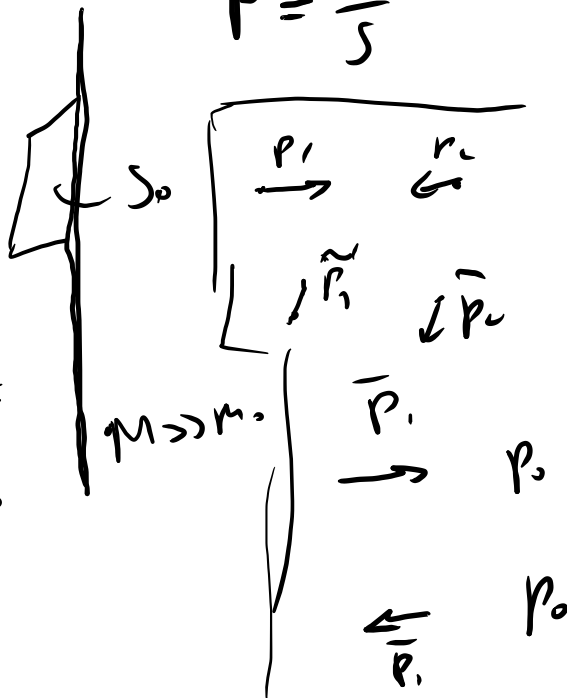 P = /S
S₀
p₁ p₂
p̃₁ p̄₂
M >> m₀
p̄₁
p₀
p₀
p̄₁